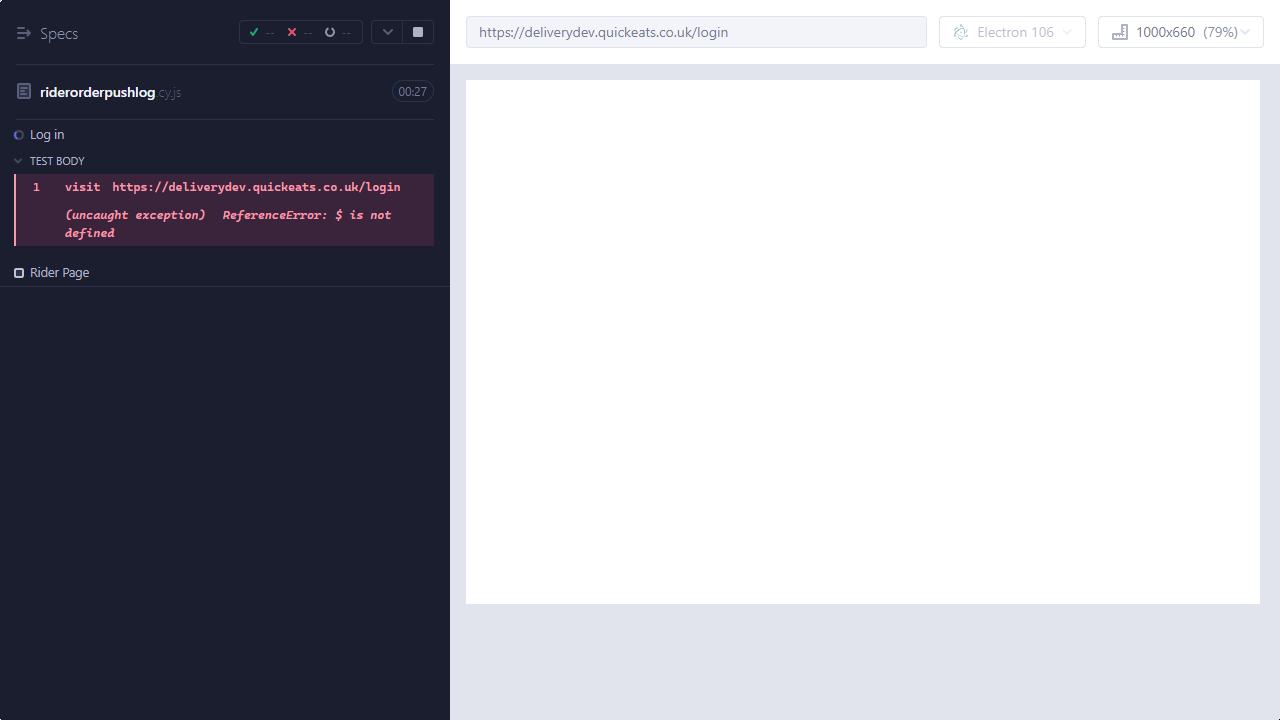 Specs
-- -- --
riderorderpushlog.cy.js 00:27
Log in
TEST BODY
1 visit https://deliverydev.quickeats.co.uk/login
(uncaught exception) ReferenceError: $ is not
defined
Rider Page
https://deliverydev.quickeats.co.uk/login
Electron 106
1000x660 (79%)